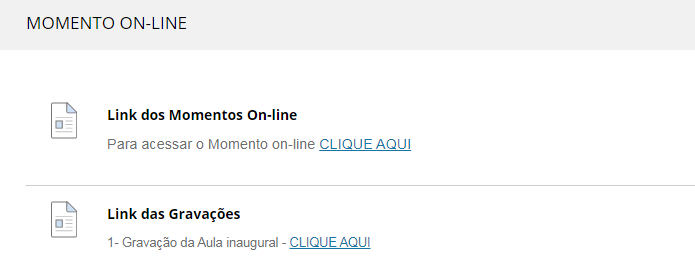 MOMENTO ON-LINE
Link dos Momentos On-line
Para acessar o Momento on-line CLIQUE AQUI
Link das Gravações
1- Gravação da Aula inaugural - CLIQUE AQUI